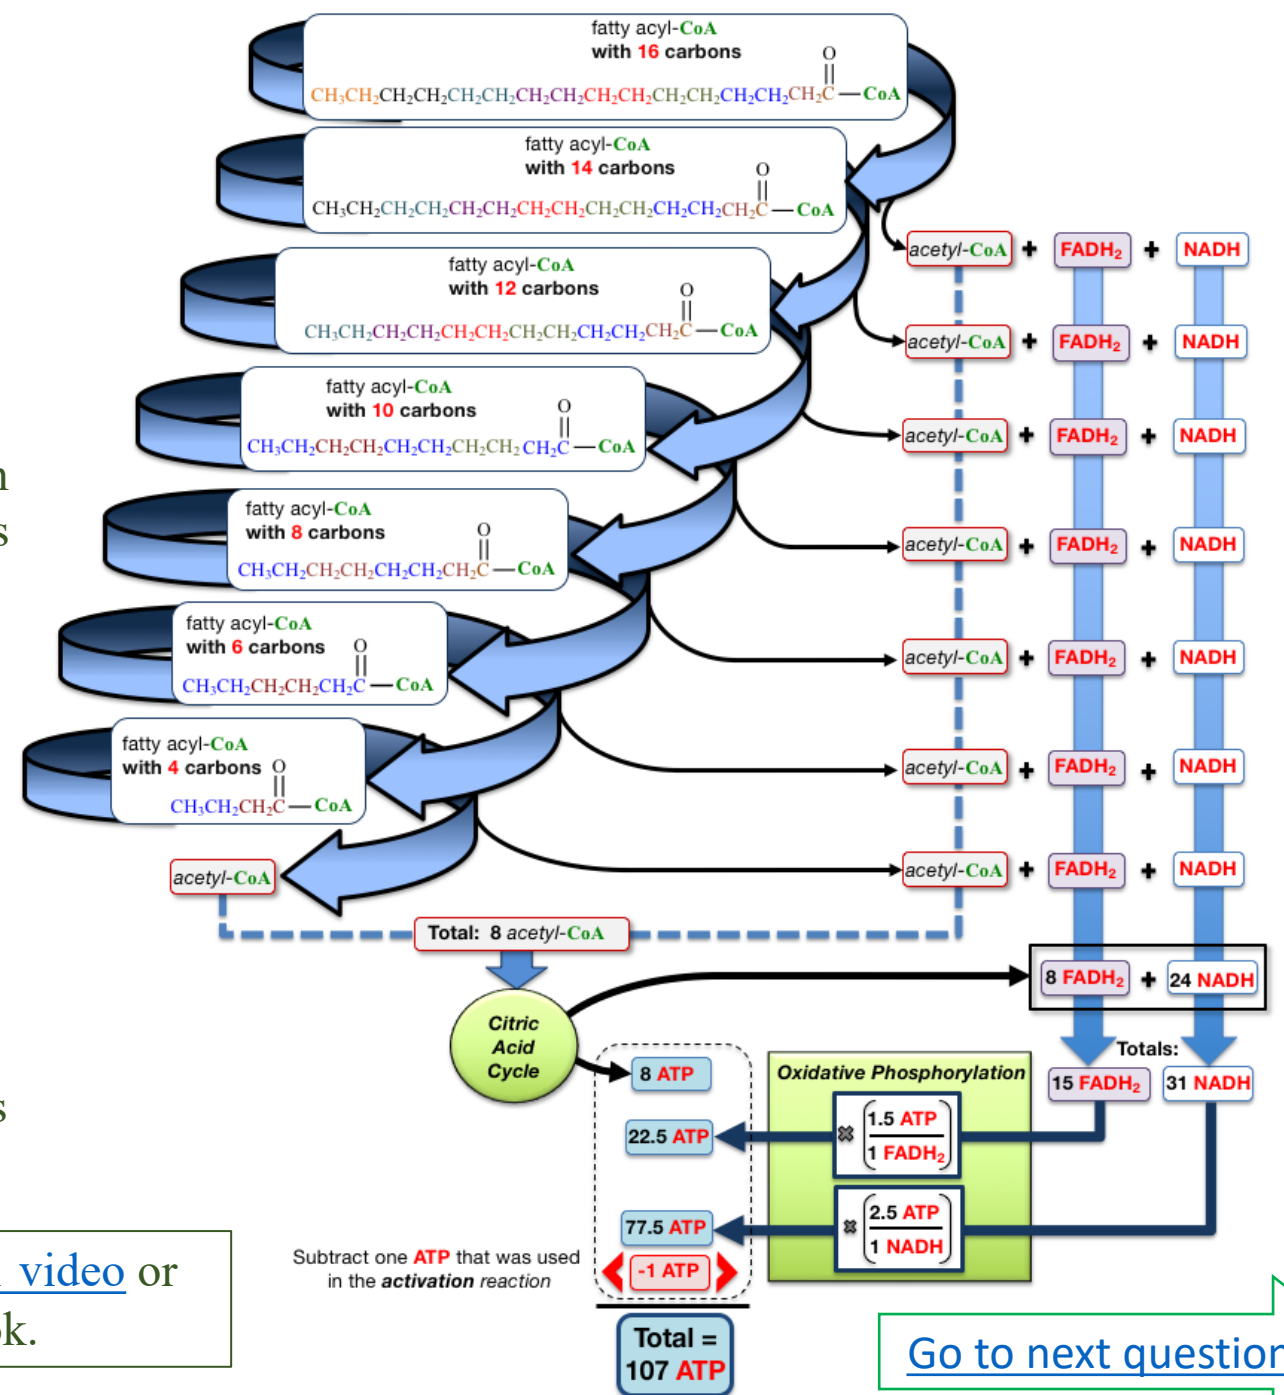 fatty acyl-CoA
with 16 carbons
O
CH₃CH₂CH₂CH₂CH₂CH₂CH₂CH₂CH₂CH₂CH₂CH₂CH₂CH₂CH₂C—CoA
fatty acyl-CoA
with 14 carbons
O
CH₃CH₂CH₂CH₂CH₂CH₂CH₂CH₂CH₂CH₂CH₂CH₂CH₂C—CoA
acetyl-CoA + FADH₂ + NADH
fatty acyl-CoA
with 12 carbons
O
CH₃CH₂CH₂CH₂CH₂CH₂CH₂CH₂CH₂CH₂CH₂C—CoA
acetyl-CoA + FADH₂ + NADH
fatty acyl-CoA
with 10 carbons
O
CH₃CH₂CH₂CH₂CH₂CH₂CH₂CH₂CH₂C—CoA
acetyl-CoA + FADH₂ + NADH
n
s
fatty acyl-CoA
with 8 carbons
O
CH₃CH₂CH₂CH₂CH₂CH₂CH₂C—CoA
acetyl-CoA + FADH₂ + NADH
fatty acyl-CoA
with 6 carbons
O
CH₃CH₂CH₂CH₂CH₂C—CoA
acetyl-CoA + FADH₂ + NADH
fatty acyl-CoA
with 4 carbons
O
CH₃CH₂CH₂C—CoA
acetyl-CoA + FADH₂ + NADH
acetyl-CoA
acetyl-CoA + FADH₂ + NADH
Total: 8 acetyl-CoA
8 FADH₂ + 24 NADH
Citric
Acid
Cycle
Totals:
15 FADH₂ 31 NADH
8 ATP
Oxidative Phosphorylation
s
22.5 ATP
× (1.5 ATP
1 FADH₂)
77.5 ATP
× (2.5 ATP
1 NADH)
Subtract one ATP that was used
in the activation reaction
-1 ATP
Total =
107 ATP
video or
ok.
Go to next question